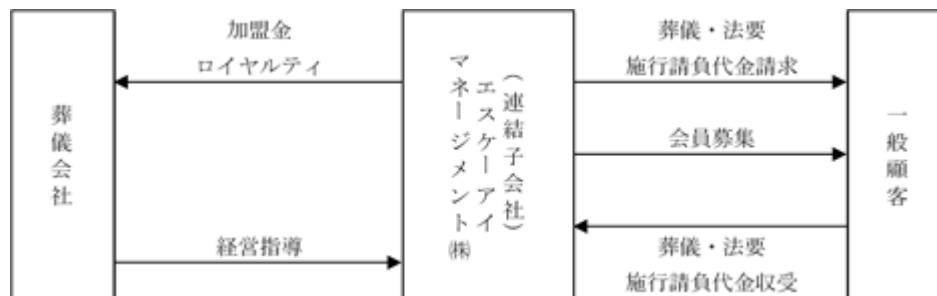 葬儀会社
加盟金
ロイヤルティ
経営指導
(連結子会社)
エスケーアイ
マネージメント㈱
葬儀・法要
施行請負代金請求
会員募集
葬儀・法要
施行請負代金収受
一般顧客